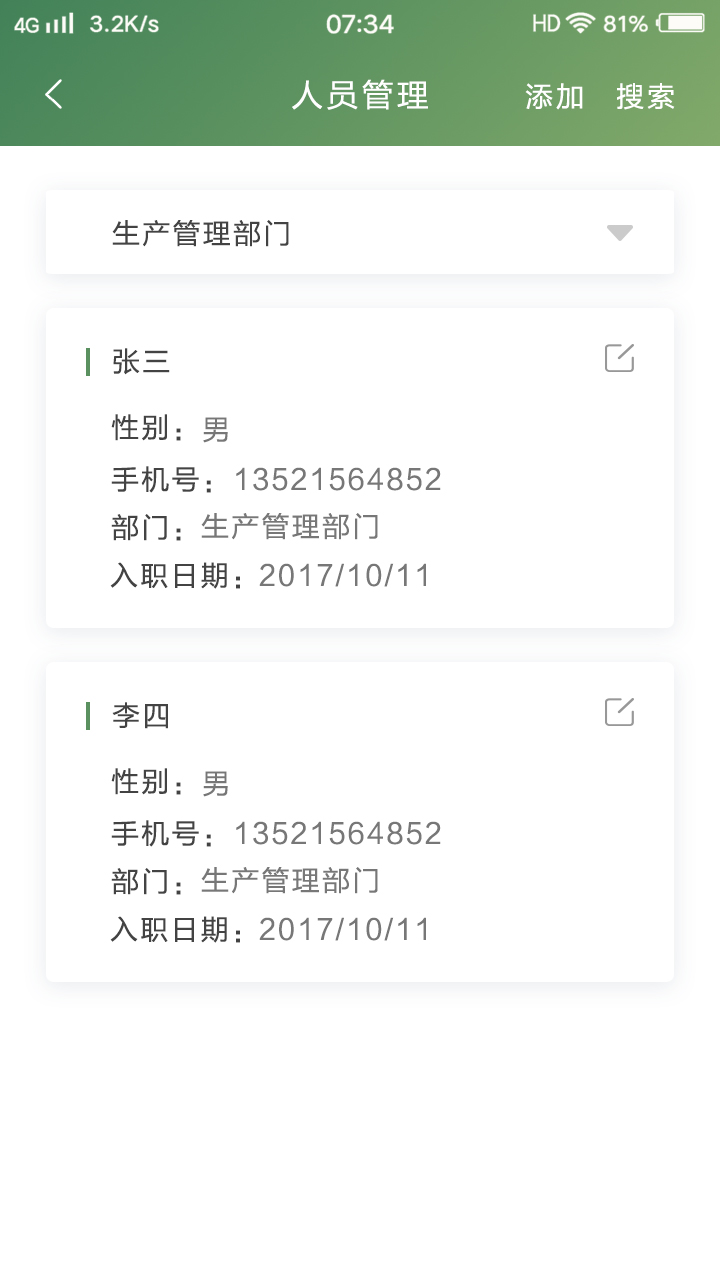 4G 3.2K/s 07:34 HD 81%
人员管理 添加 搜索
生产管理部门
张三
性别：男
手机号：13521564852
部门：生产管理部门
入职日期：2017/10/11
李四
性别：男
手机号：13521564852
部门：生产管理部门
入职日期：2017/10/11